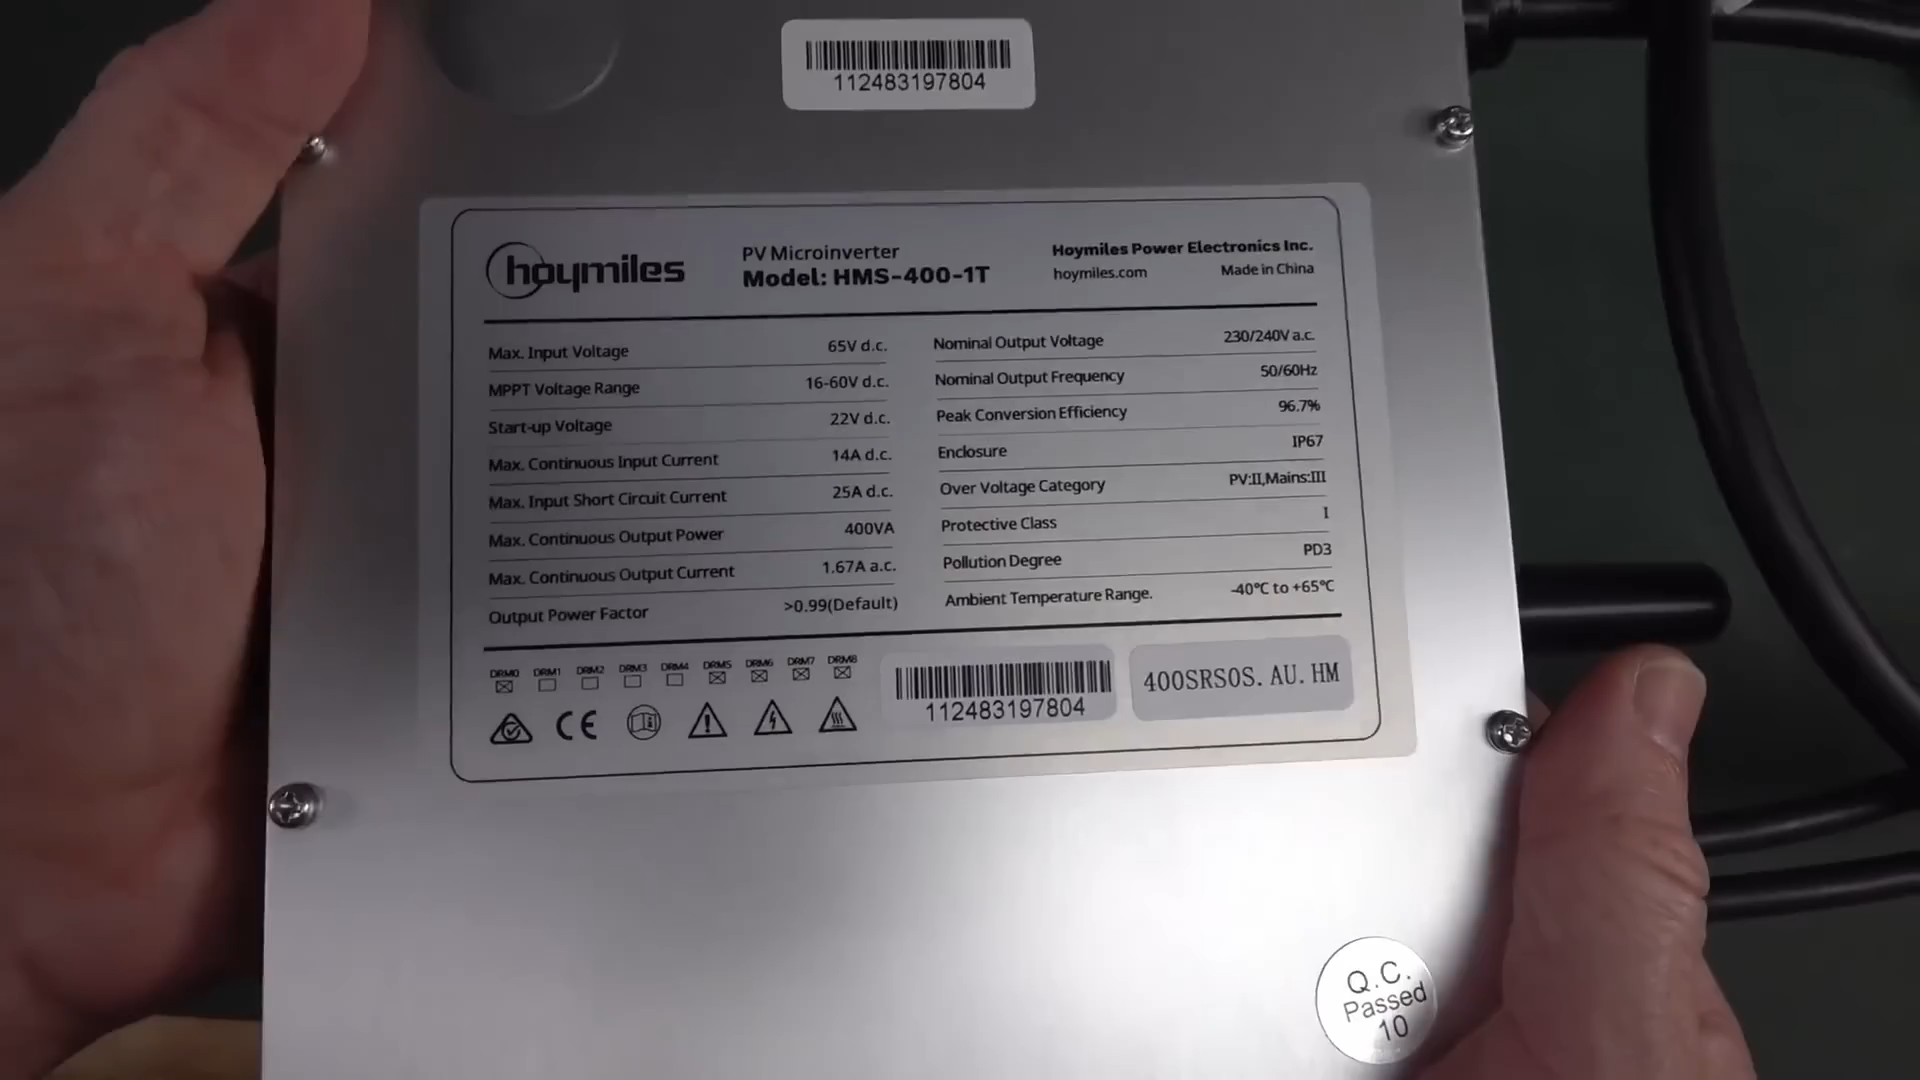 112483197804
hoymiles
PV Microinverter
Model: HMS-400-1T
Hoymiles Power Electronics Inc.
hoymiles.com Made in China
Max. Input Voltage 65V d.c.
MPPT Voltage Range 16-60V d.c.
Start-up Voltage 22V d.c.
Max. Continuous Input Current 14A d.c.
Max. Input Short Circuit Current 25A d.c.
Max. Continuous Output Power 400VA
Max. Continuous Output Current 1.67A a.c.
Output Power Factor >0.99(Default)
Nominal Output Voltage 230/240V a.c.
Nominal Output Frequency 50/60Hz
Peak Conversion Efficiency 96.7%
Enclosure IP67
Over Voltage Category PV:II,Mains:III
Protective Class I
Pollution Degree PD3
Ambient Temperature Range. -40°C to +65°C
DRM0 DRM1 DRM2 DRM3 DRM4 DRM5 DRM6 DRM7 DRM8
CE
112483197804
400SRS0S. AU. HM
Q.C.
Passed
10